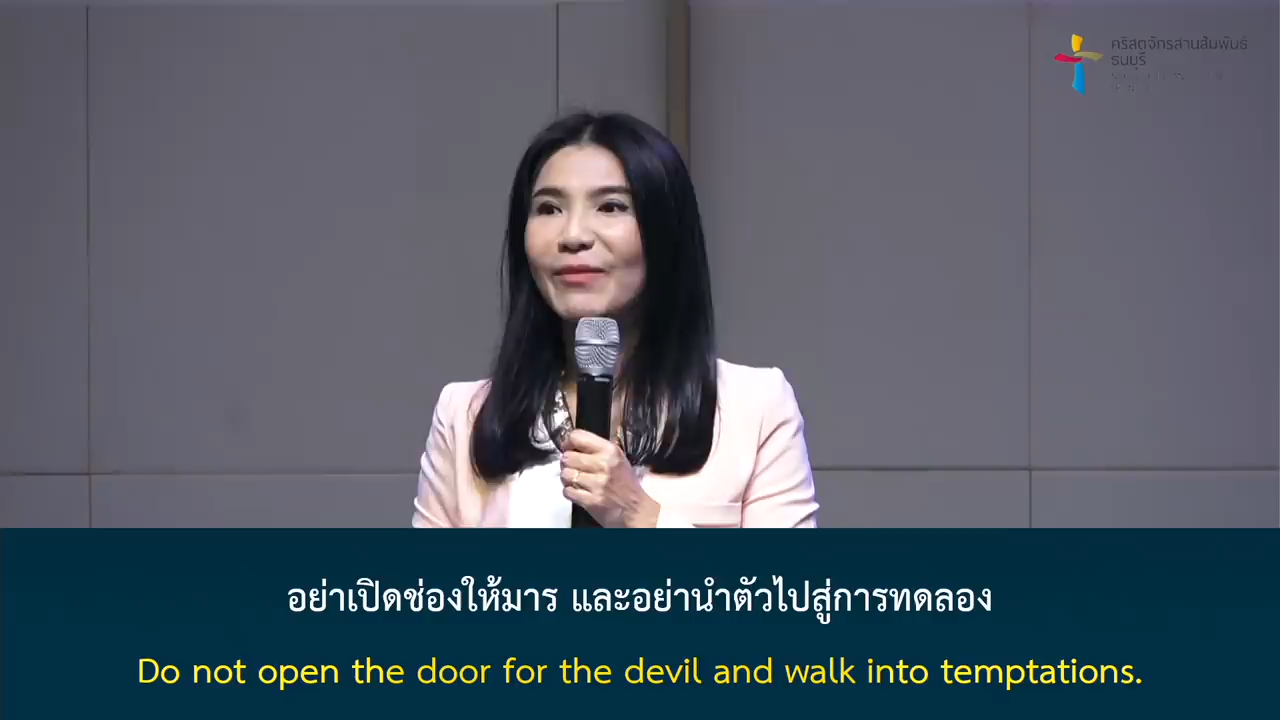 คริสตจักรสานสัมพันธ์
ธนบุรี
อย่าเปิดช่องให้มาร และอย่านำตัวไปสู่การทดลอง
Do not open the door for the devil and walk into temptations.